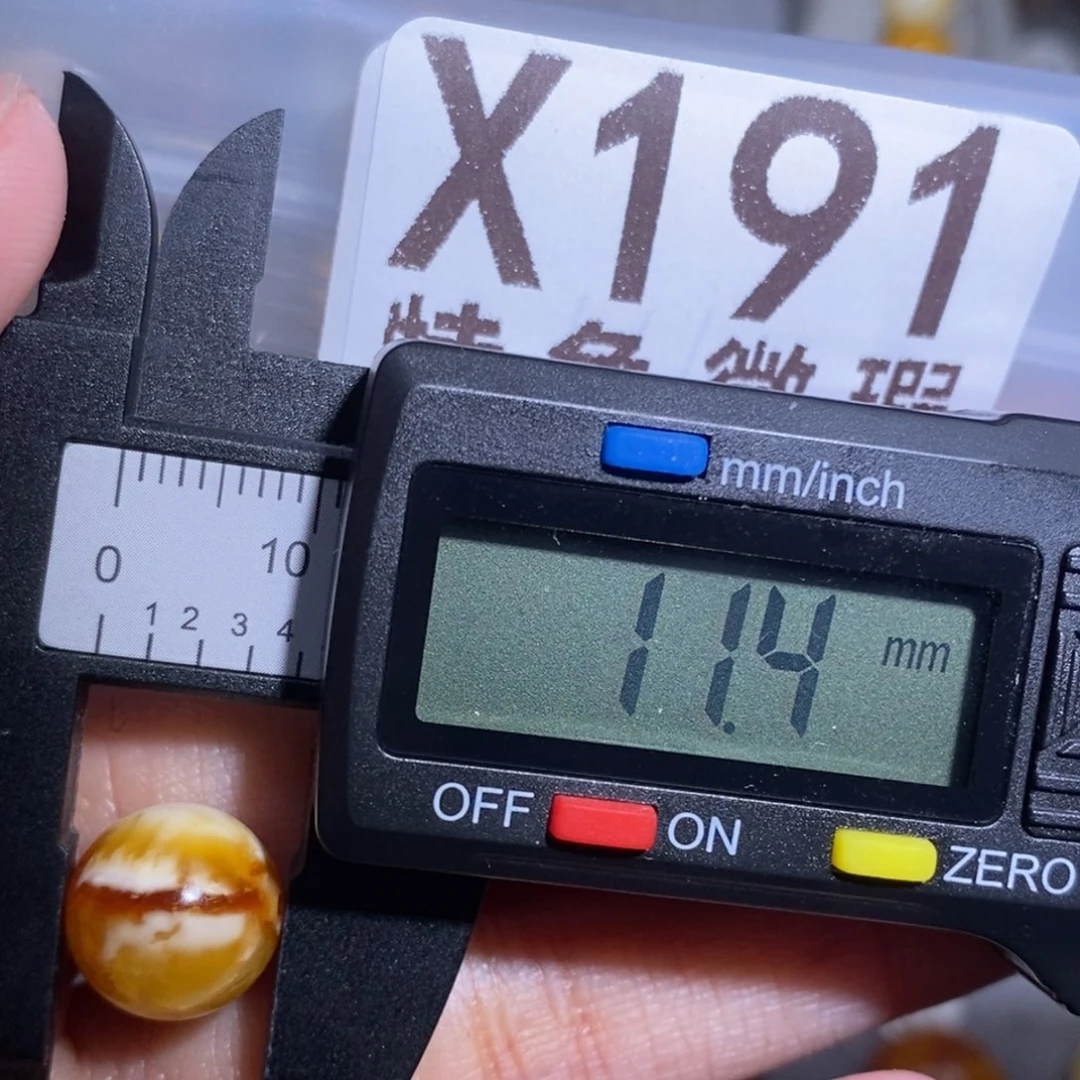 X191
mm/inch
0 10
1 2 3 4
11.4 mm
OFF ON ZERO